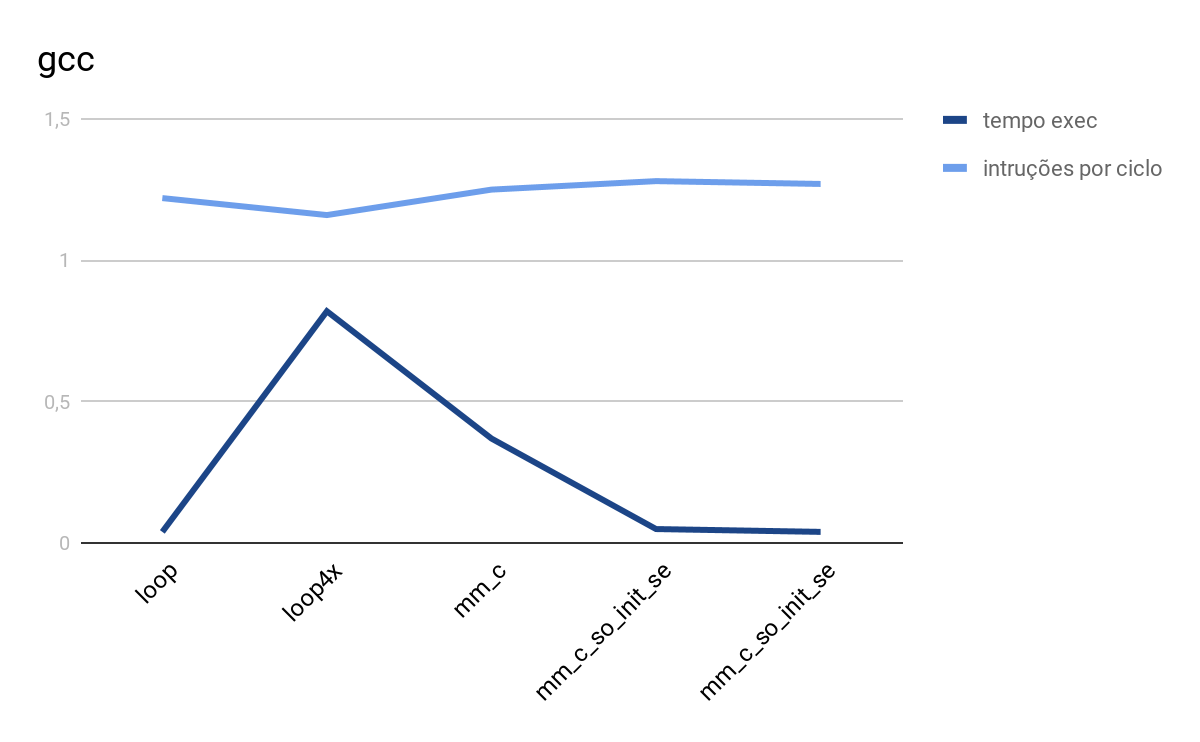 gcc
1,5
1
0,5
0
tempo exec
intruções por ciclo
loop
loop4x
mm_c
mm_c_so_init_se
mm_c_so_init_se